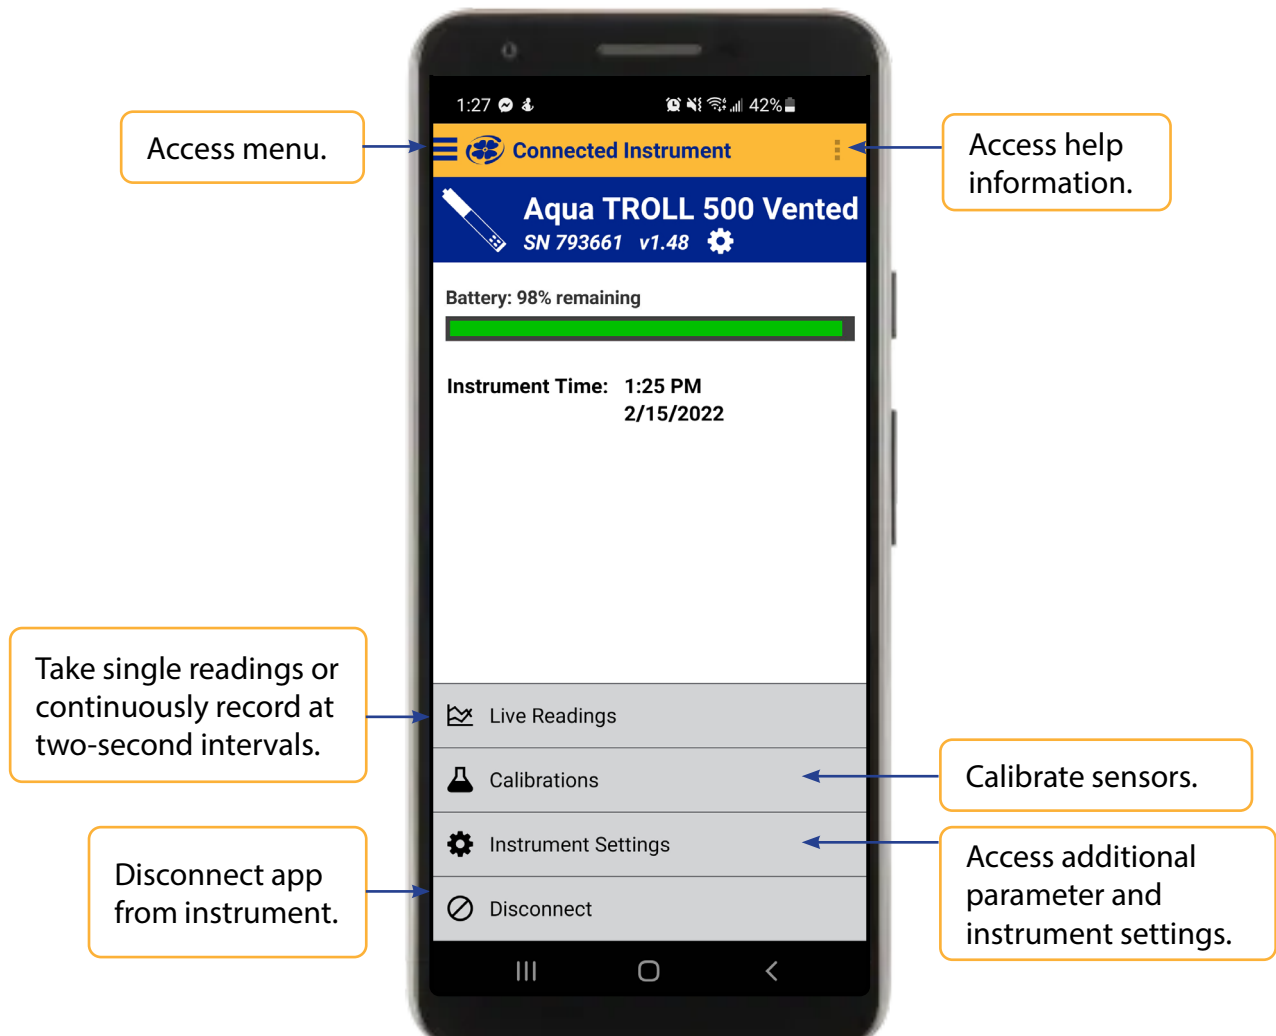 1:27
42%
Access menu.
Connected Instrument
Access help
information.
Aqua TROLL 500 Vented
SN 793661 v1.48
Battery: 98% remaining
Instrument Time: 1:25 PM
2/15/2022
Take single readings or
continuously record at
two-second intervals.
Live Readings
Calibrations
Calibrate sensors.
Instrument Settings
Access additional
parameter and
instrument settings.
Disconnect app
from instrument.
Disconnect